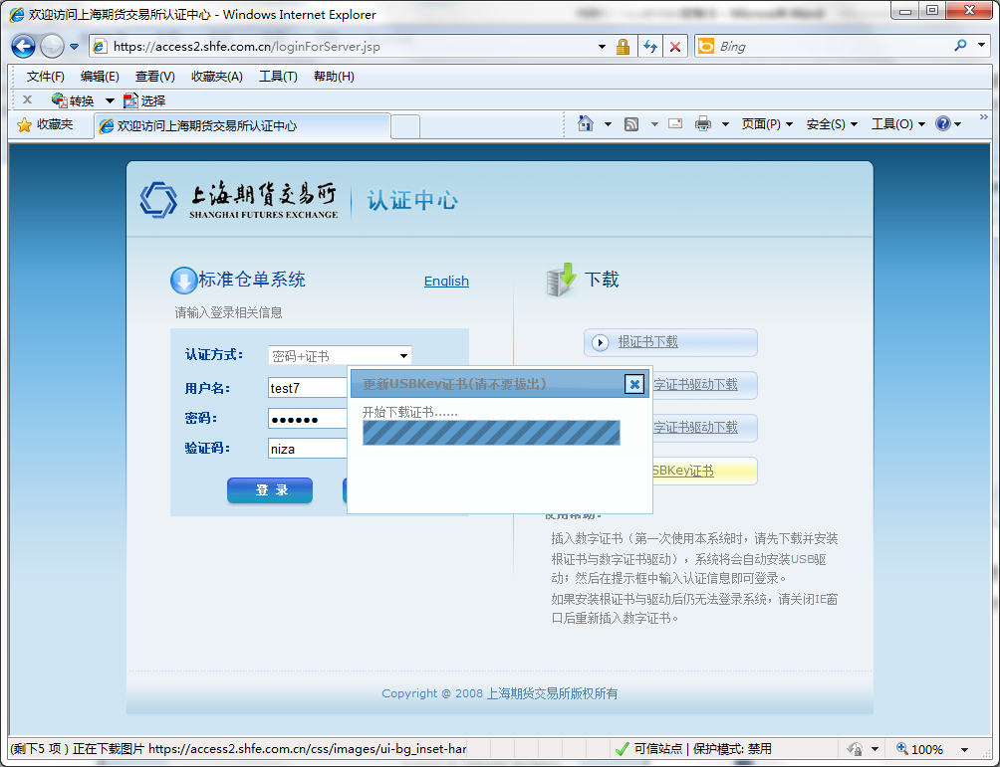 欢迎访问上海期货交易所认证中心 - Windows Internet Explorer
https://access2.shfe.com.cn/loginForServer.jsp
Bing
文件(F) 编辑(E) 查看(V) 收藏夹(A) 工具(T) 帮助(H)
转换 选择
收藏夹 欢迎访问上海期货交易所认证中心 页面(P) 安全(S) 工具(O)
上海期货交易所
SHANGHAI FUTURES EXCHANGE
认证中心
标准仓单系统 English
请输入登录相关信息
认证方式： 密码+证书
用户名： test7
密码： ●●●●●●
验证码： niza
登 录
下载
根证书下载
字证书驱动下载
字证书驱动下载
SBKey证书
更新USBKey证书(请不要拔出)
开始下载证书......
使用帮助：
插入数字证书（第一次使用本系统时，请先下载并安装
根证书与数字证书驱动），系统将会自动安装USB驱
动；然后在提示框中输入认证信息即可登录。
如果安装根证书与驱动后仍无法登录系统，请关闭IE窗
口后重新插入数字证书。
Copyright @ 2008 上海期货交易所版权所有
(剩下5 项 ) 正在下载图片 https://access2.shfe.com.cn/css/images/ui-bg_inset-har
可信站点 | 保护模式: 禁用
100%